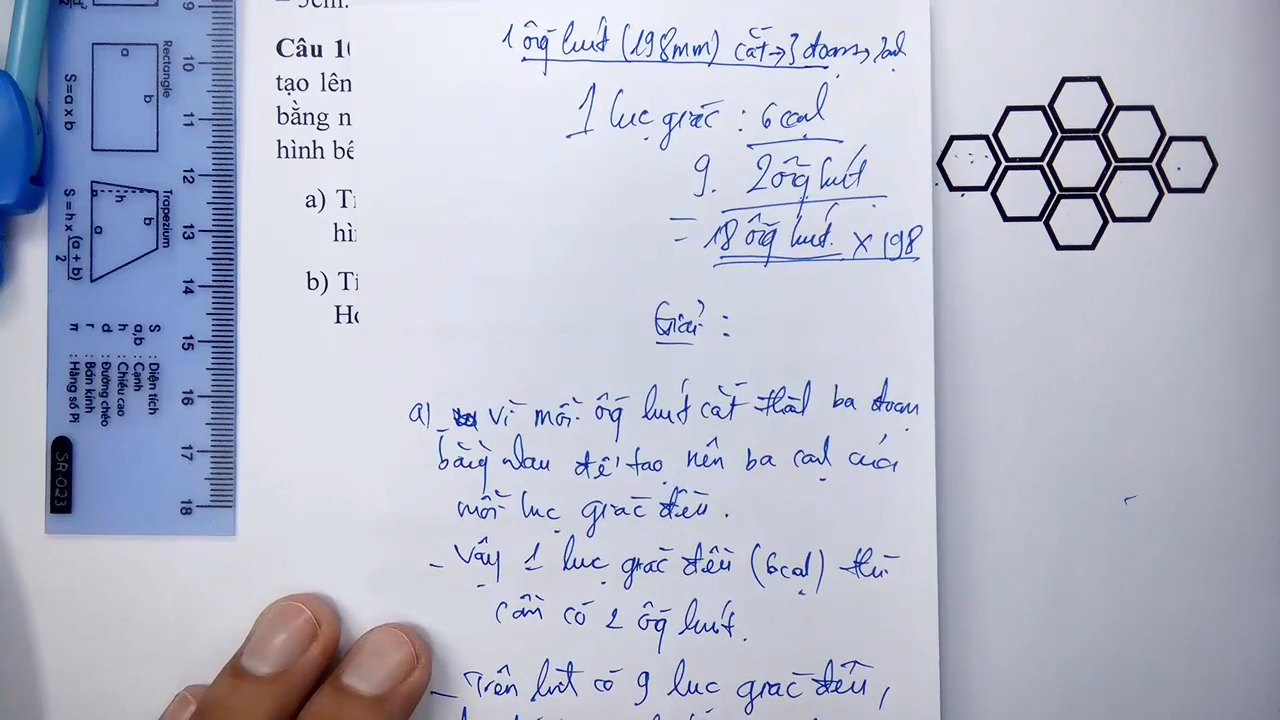 = 5cm.
Câu 1
tạo lên
bằng n
hình bê
a) T
hì
b) Tí
Họ
Rectangle
a
b
S=a x b
Trapezium
h
b
a
S=h x (a + b)/2
S : Diện tích
a,b : Cạnh
h : Chiều cao
d : Đường chéo
r : Bán kính
π : Hằng số Pi
SR-023
9
10
11
12
13
14
15
16
17
18
1 ống hút (198mm) cắt → 3 đoạn →
1 lục giác : 6 cạnh
9. 2 ống hút
= 18 ống hút. x 198
Giải :
a) - Vì mỗi ống hút cắt thành ba đoạn
bằng nhau để tạo nên ba cạnh của
mỗi lục giác đều.
- Vậy 1 lục giác đều (6 cạnh) thì
cần có 2 ống hút.
- Trên hình có 9 lục giác đều,